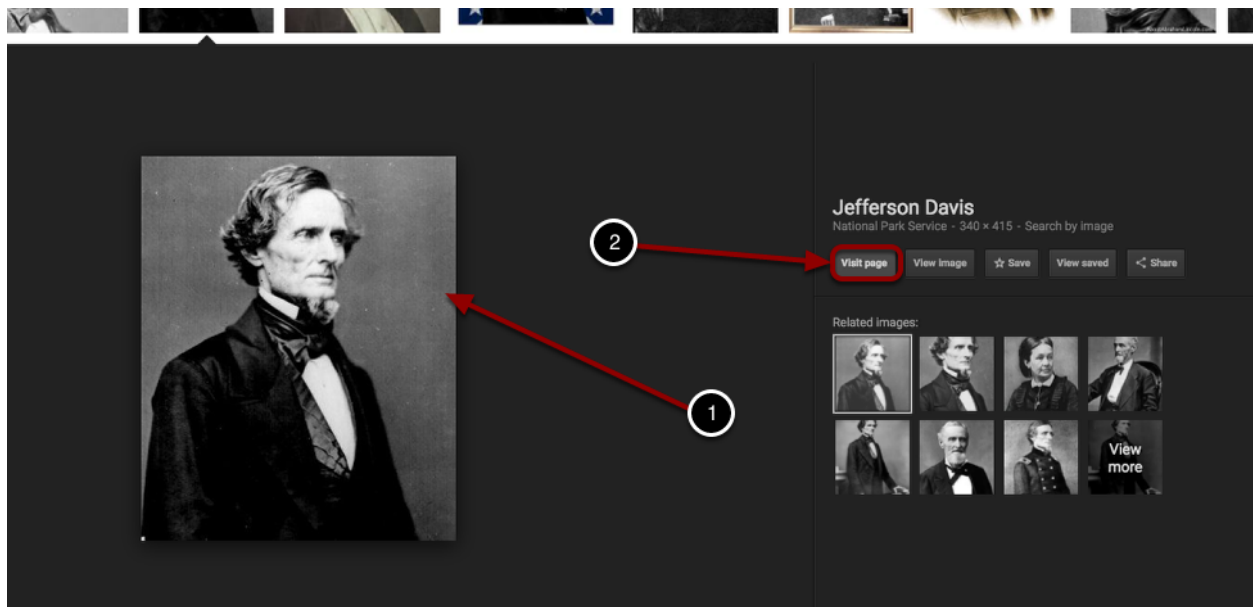 Jefferson Davis
National Park Service - 340 × 415 - Search by image
2
Visit page View image Save View saved Share
Related images:
1
View
more